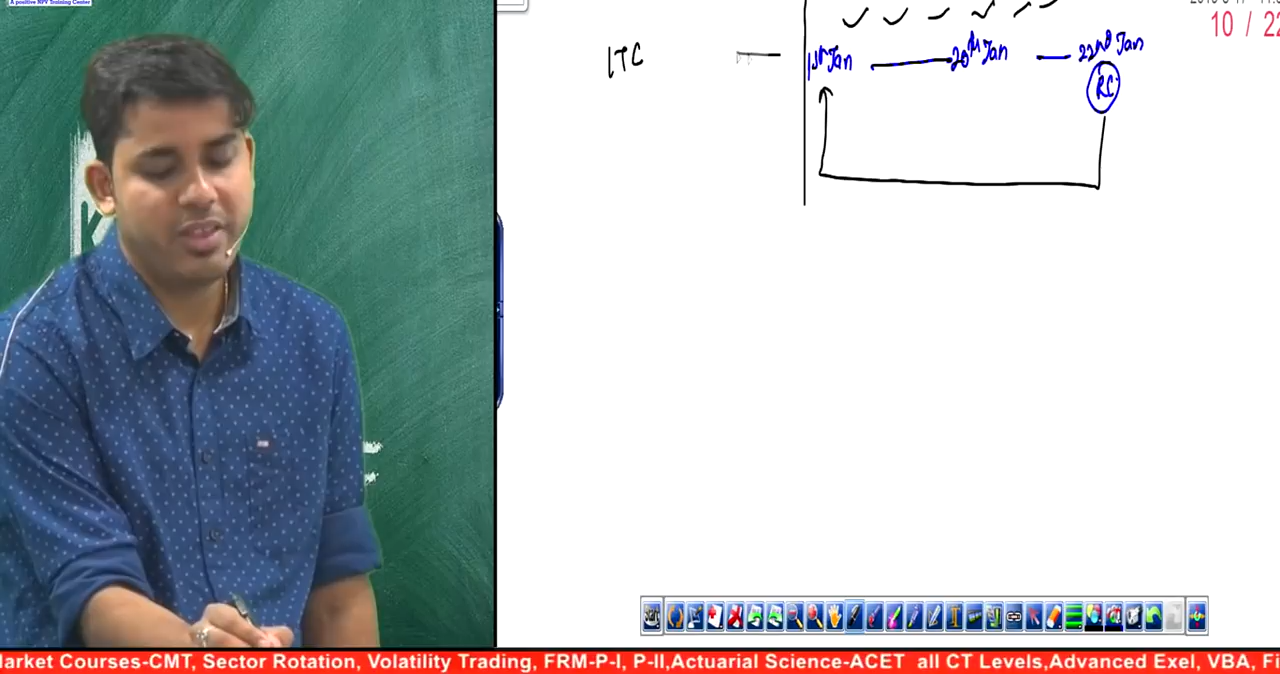 A positive NPV Training Center
10 / 22
ITC 1st Jan 20th Jan 22nd Jan
RC
Market Courses-CMT, Sector Rotation, Volatility Trading, FRM-P-I, P-II,Actuarial Science-ACET all CT Levels,Advanced Exel, VBA, Fi